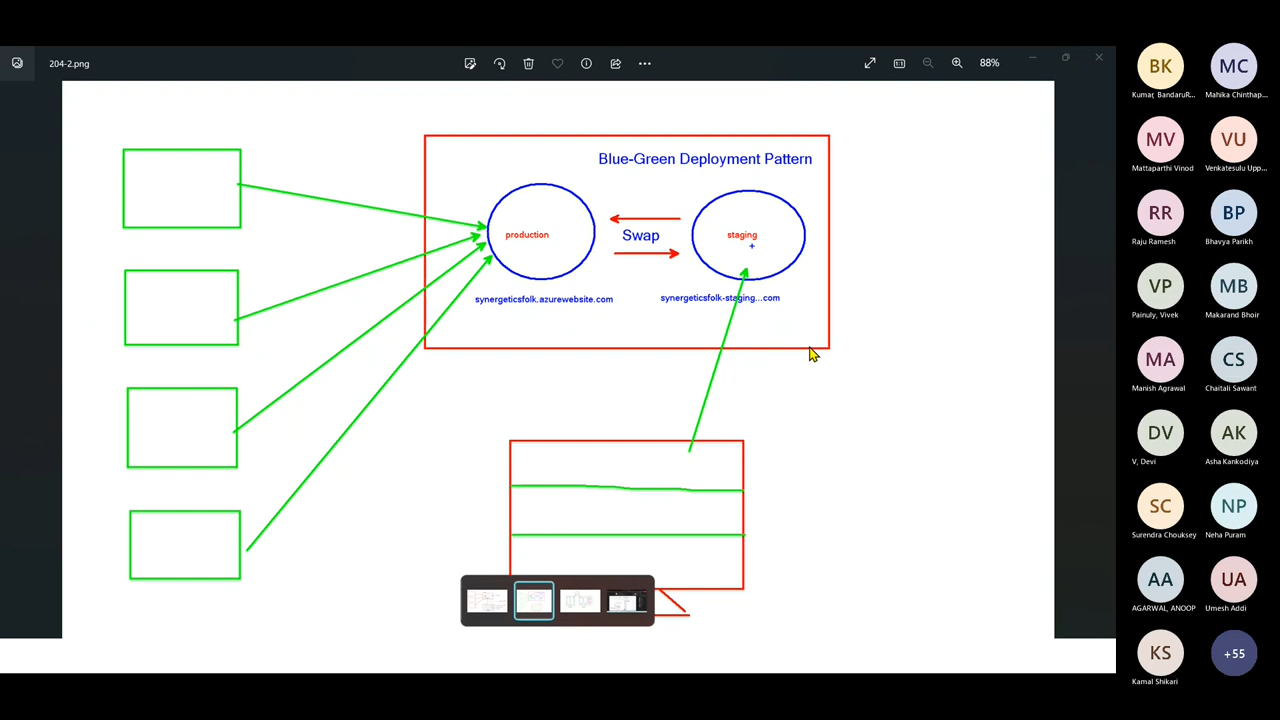 204-2.png
88%
Blue-Green Deployment Pattern
production
Swap
staging
+
synergeticsfolk.azurewebsite.com
synergeticsfolk-staging...com
BK
Kumar, BandaruR...
MC
Mahika Chinthap...
MV
Mattaparthi Vinod
VU
Venkatesulu Upp...
RR
Raju Ramesh
BP
Bhavya Parikh
VP
Painuly, Vivek
MB
Makarand Bhoir
MA
Manish Agrawal
CS
Chaitali Sawant
DV
V, Devi
AK
Asha Kankodiya
SC
Surendra Chouksey
NP
Neha Puram
AA
AGARWAL, ANOOP
UA
Umesh Addi
KS
Kamal Shikari
+55